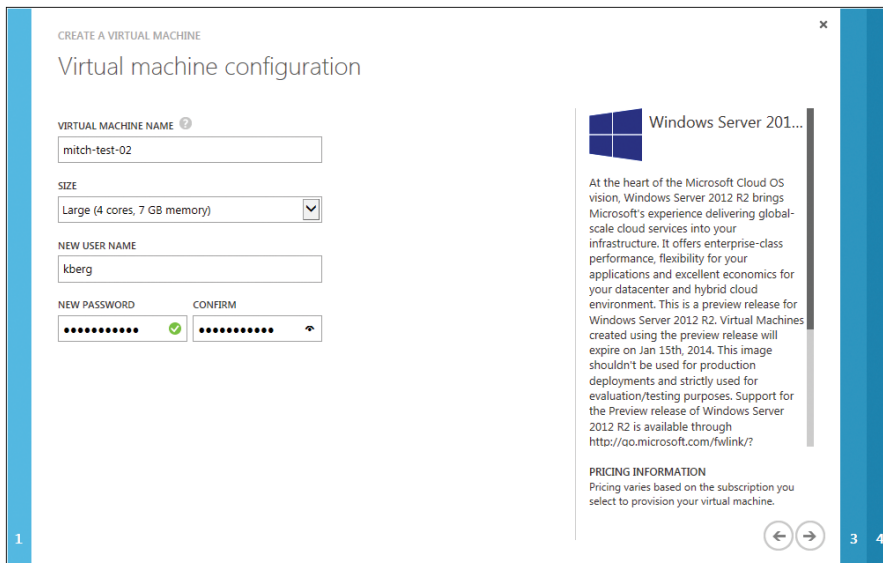 CREATE A VIRTUAL MACHINE
Virtual machine configuration
VIRTUAL MACHINE NAME ?
mitch-test-02
SIZE
Large (4 cores, 7 GB memory)
NEW USER NAME
kberg
NEW PASSWORD CONFIRM
●●●●●●●●●●● ●●●●●●●●●●●
Windows Server 201...
At the heart of the Microsoft Cloud OS
vision, Windows Server 2012 R2 brings
Microsoft's experience delivering global-
scale cloud services into your
infrastructure. It offers enterprise-class
performance, flexibility for your
applications and excellent economics for
your datacenter and hybrid cloud
environment. This is a preview release for
Windows Server 2012 R2. Virtual Machines
created using the preview release will
expire on Jan 15th, 2014. This image
shouldn't be used for production
deployments and strictly used for
evaluation/testing purposes. Support for
the Preview release of Windows Server
2012 R2 is available through
http://go.microsoft.com/fwlink/?
PRICING INFORMATION
Pricing varies based on the subscription you
select to provision your virtual machine.
1 3 4